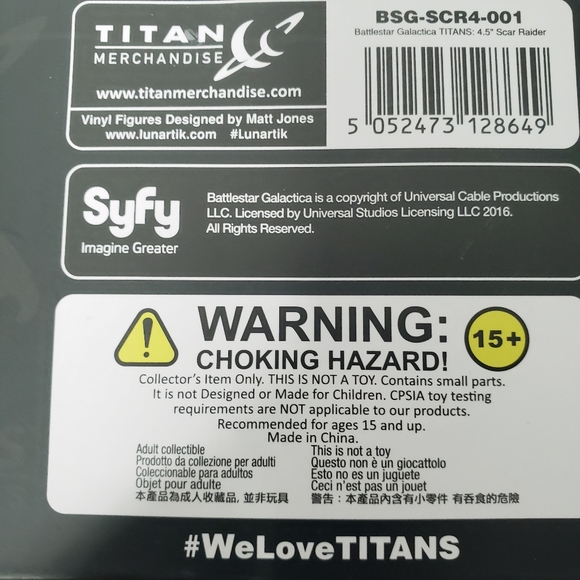 TITAN
MERCHANDISE
www.titanmerchandise.com
Vinyl Figures Designed by Matt Jones
www.lunartik.com #Lunartik
BSG-SCR4-001
Battlestar Galactica TITANS: 4.5" Scar Raider
5 052473 128649
Syfy
Imagine Greater
Battlestar Galactica is a copyright of Universal Cable Productions
LLC. Licensed by Universal Studios Licensing LLC 2016.
All Rights Reserved.
WARNING:
CHOKING HAZARD!
15+
Collector's Item Only. THIS IS NOT A TOY. Contains small parts.
It is not Designed or Made for Children. CPSIA toy testing
requirements are NOT applicable to our products.
Recommended for ages 15 and up.
Made in China.
Adult collectible
Prodotto da collezione per adulti
Coleccionable para adultos
Objet pour adulte
本產品為成人收藏品, 並非玩具
This is not a toy
Questo non è un giocattolo
Esto no es un juguete
Ceci n'est pas un jouet
警告：本產品內含有小零件 有吞食的危險
#WeLoveTITANS